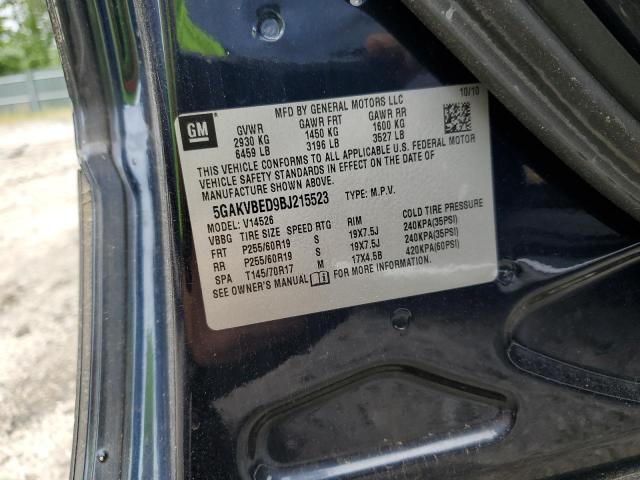 GM
MFD BY GENERAL MOTORS LLC 10/10
GVWR GAWR FRT GAWR RR
2930 KG 1450 KG 1600 KG
6459 LB 3196 LB 3527 LB
THIS VEHICLE CONFORMS TO ALL APPLICABLE U.S. FEDERAL MOTOR
VEHICLE SAFETY STANDARDS IN EFFECT ON THE DATE OF
MANUFACTURE SHOWN ABOVE.
5GAKVBED9BJ215523 TYPE: M.P.V.
MODEL: V14526
VBBG TIRE SIZE SPEED RTG RIM COLD TIRE PRESSURE
FRT P255/60R19 S 19X7.5J 240KPA(35PSI)
RR P255/60R19 S 19X7.5J 240KPA(35PSI)
SPA T145/70R17 M 17X4.5B 420KPA(60PSI)
SEE OWNER'S MANUAL FOR MORE INFORMATION.